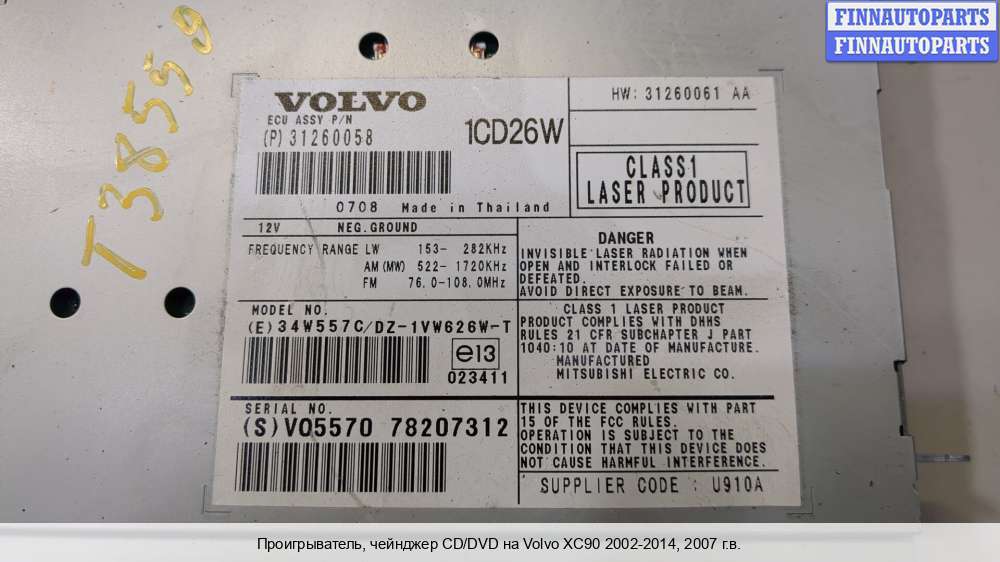 FINNAUTOPARTS
FINNAUTOPARTS
T38559
VOLVO
ECU ASSY P/N
(P) 31260058
1CD26W
HW: 31260061 AA
CLASS1
LASER PRODUCT
0708 Made in Thailand
12V NEG.GROUND
FREQUENCY RANGE LW 153- 282KHz
AM (MW) 522- 1720KHz
FM 76.0-108.0MHz
DANGER
INVISIBLE LASER RADIATION WHEN
OPEN AND INTERLOCK FAILED OR
DEFEATED.
AVOID DIRECT EXPOSURE TO BEAM.
MODEL NO.
(E) 34W557C/DZ-1VW626W-T
e13
023411
CLASS 1 LASER PRODUCT
PRODUCT COMPLIES WITH DHHS
RULES 21 CFR SUBCHAPTER J PART
1040:10 AT DATE OF MANUFACTURE.
MANUFACTURED
MITSUBISHI ELECTRIC CO.
SERIAL NO.
(S) VO5570 78207312
THIS DEVICE COMPLIES WITH PART
15 OF THE FCC RULES.
OPERATION IS SUBJECT TO THE
CONDITION THAT THIS DEVICE DOES
NOT CAUSE HARMFUL INTERFERENCE.
SUPPLIER CODE : U910A
Проигрыватель, чейнджер CD/DVD на Volvo XC90 2002-2014, 2007 г.в.